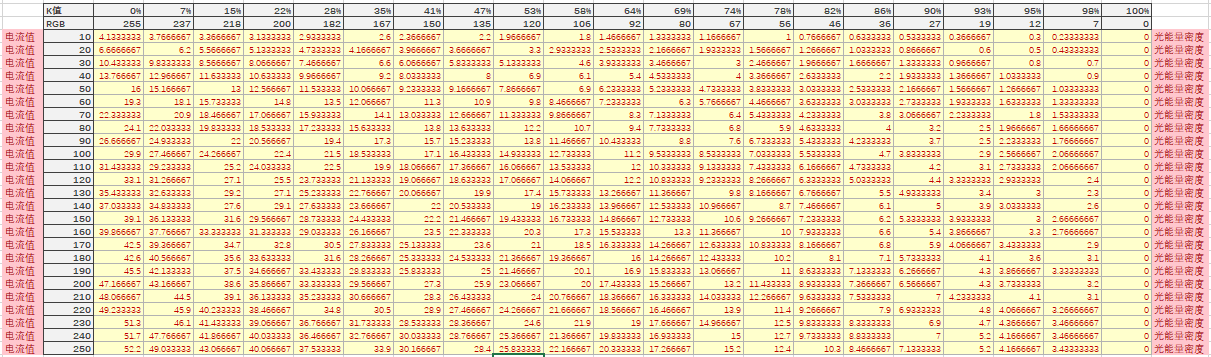 K值 0% 7% 15% 22% 28% 35% 41% 47% 53% 58% 64% 69% 74% 78% 82% 86% 90% 93% 95% 98% 100%
RGB 255 237 218 200 182 167 150 135 120 106 92 80 67 56 46 36 27 19 12 7 0
电流值 10 4.1333333 3.7666667 3.3666667 3.1333333 2.9333333 2.6 2.3666667 2.2 1.9666667 1.8 1.4666667 1.3333333 1.1666667 1 0.7666667 0.6333333 0.5333333 0.3666667 0.3 0.23333333 0 光能量密度
电流值 20 6.6666667 6.2 5.5666667 5.1333333 4.7333333 4.1666667 3.9666667 3.6666667 3.3 2.9333333 2.5333333 2.1666667 1.9333333 1.5666667 1.2666667 1.0333333 0.8666667 0.6 0.5 0.43333333 0 光能量密度
电流值 30 10.433333 9.8333333 8.5666667 8.0666667 7.4666667 6.6 6.0666667 5.8333333 5.1333333 4.6 3.9333333 3.4666667 3 2.4666667 1.9666667 1.6666667 1.3333333 0.9666667 0.8 0.7 0 光能量密度
电流值 40 13.766667 12.966667 11.633333 10.633333 9.9666667 9.2 8.0333333 8 6.9 6.1 5.4 4.5333333 4 3.3666667 2.6333333 2.2 1.9333333 1.3666667 1.0333333 0.9 0 光能量密度
电流值 50 16 15.166667 13 12.566667 11.533333 10.066667 9.2333333 9.1666667 7.8666667 6.9 6.2333333 5.2333333 4.7333333 3.8333333 3.0333333 2.5333333 2.1666667 1.5666667 1.2666667 1.03333333 0 光能量密度
电流值 60 19.3 18.1 15.733333 14.8 13.5 12.066667 11.3 10.9 9.8 8.4666667 7.2333333 6.3 5.7666667 4.4666667 3.6333333 3.0333333 2.7333333 1.9333333 1.6333333 1.33333333 0 光能量密度
电流值 70 22.333333 20.9 18.466667 17.066667 15.933333 14.1 13.033333 12.666667 11.333333 9.8666667 8.3 7.1333333 6.4 5.4333333 4.2333333 3.8 3.0666667 2.2333333 1.8 1.53333333 0 光能量密度
电流值 80 24.1 22.033333 19.833333 18.533333 17.233333 15.633333 13.8 13.633333 12.2 10.7 9.4 7.7333333 6.8 5.9 4.6333333 4 3.2 2.5 1.9666667 1.66666667 0 光能量密度
电流值 90 26.666667 24.933333 22 20.566667 19.4 17.3 15.7 15.233333 13.8 11.466667 10.433333 8.8 7.6 6.7333333 5.4333333 4.2333333 3.7 2.5 2.2333333 1.76666667 0 光能量密度
电流值 100 29.9 27.466667 24.266667 22.4 21.5 18.533333 17.1 16.433333 14.933333 12.733333 11.2 9.5333333 8.5333333 7.0333333 5.5333333 4.7 3.8333333 2.9 2.5666667 2.06666667 0 光能量密度
电流值 110 31.433333 29.233333 25.2 24.033333 22.5 19.9 18.066667 17.366667 16.066667 13.533333 12 10.333333 9.1333333 7.4333333 6.1666667 4.7333333 4.2 3.1 2.7333333 2.06666667 0 光能量密度
电流值 120 33.1 31.266667 27.1 25.5 23.733333 21.133333 19.066667 18.633333 17.066667 14.066667 12.2 10.833333 9.2333333 8.2666667 6.3333333 5.0333333 4.4 3.3333333 2.9333333 2.4 0 光能量密度
电流值 130 35.433333 32.633333 29.2 27.1 25.233333 22.766667 20.066667 19.9 17.4 15.733333 13.266667 11.366667 9.8 8.1666667 6.7666667 5.5 4.9333333 3.4 3 2.3 0 光能量密度
电流值 140 37.033333 34.833333 27.6 29.1 27.633333 23.666667 22 20.533333 19 16.233333 13.966667 12.533333 10.966667 8.7 7.4666667 6.1 5 3.9 3.0333333 2.6 0 光能量密度
电流值 150 39.1 36.133333 31.6 29.566667 28.733333 24.433333 22.2 21.466667 19.433333 16.733333 14.866667 12.733333 10.6 9.2666667 7.2333333 6.2 5.3333333 3.9333333 3 2.66666667 0 光能量密度
电流值 160 39.866667 37.766667 33.333333 31.333333 29.033333 26.166667 23.5 22.333333 20.3 17.3 15.533333 13.3 11.366667 10 7.9333333 6.6 5.4 3.8666667 3.3 2.76666667 0 光能量密度
电流值 170 42.5 39.366667 34.7 32.8 30.5 27.833333 25.133333 23.6 21 18.5 16.333333 14.266667 12.633333 10.833333 8.1666667 6.8 5.9 4.0666667 3.4333333 2.9 0 光能量密度
电流值 180 42.6 40.566667 35.6 33.633333 31.6 28.266667 25.333333 24.533333 21.366667 19.366667 16 14.266667 12.433333 10.2 8.1 7.1 5.7333333 4.1 3.6 3.1 0 光能量密度
电流值 190 45.5 42.133333 37.5 34.666667 33.433333 28.833333 25.833333 25 21.466667 20.1 16.9 15.833333 13.066667 11 8.6333333 7.1333333 6.2666667 4.3 3.8666667 3.33333333 0 光能量密度
电流值 200 47.166667 43.166667 38.6 35.866667 33.333333 29.566667 27.3 25.9 23.066667 20 17.433333 15.266667 13.2 11.433333 8.9333333 7.3666667 6.5666667 4.3 3.7333333 3.2 0 光能量密度
电流值 210 48.066667 44.5 39.1 36.133333 35.233333 30.666667 28.3 26.433333 24 20.766667 18.366667 16.333333 14.033333 12.266667 9.6333333 7.5333333 7 4.2333333 4.1 3.1 0 光能量密度
电流值 220 49.233333 45.9 40.233333 38.466667 34.8 30.5 28.9 27.466667 24.266667 21.666667 18.566667 16.466667 13.9 11.4 9.2666667 7.9 6.9333333 4.8 4.0666667 3.26666667 0 光能量密度
电流值 230 51.3 46.1 41.433333 39.066667 36.766667 31.733333 28.533333 28.366667 24.6 21.9 19 17.666667 14.966667 12.5 9.8333333 8.3333333 6.9 4.7 4.3666667 3.46666667 0 光能量密度
电流值 240 51.7 47.766667 41.866667 40.033333 36.466667 32.766667 30.033333 28.766667 25.366667 21.366667 19.833333 16.933333 15 12.7 9.7333333 8.8333333 7 5.2 4.1666667 3.46666667 0 光能量密度
电流值 250 52.2 49.033333 43.066667 40.066667 37.533333 33.9 30.166667 28.4 25.833333 22.166667 20.333333 17.266667 15.2 12.4 10.3 8.4666667 7.1333333 5.2 4.1666667 3.43333333 0 光能量密度